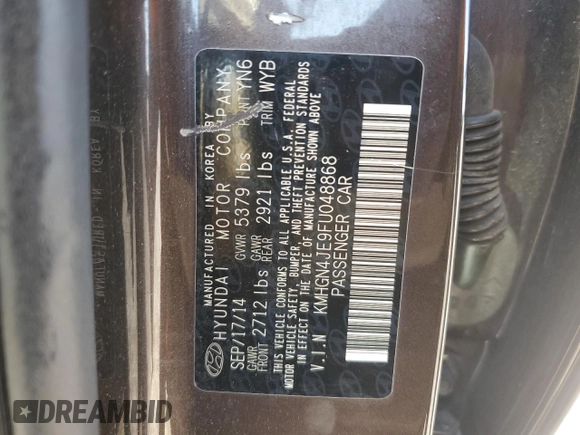 MANUFACTURED IN KOREA BY
HYUNDAI MOTOR COMPANY
SEP/17/14 GVWR 5379 lbs PAINT YN6
GAWR FRONT 2712 lbs GAWR REAR 2921 lbs TRIM WYB
THIS VEHICLE CONFORMS TO ALL APPLICABLE U.S.A. FEDERAL
MOTOR VEHICLE SAFETY, BUMPER, AND THEFT PREVENTION STANDARDS
IN EFFECT ON THE DATE OF MANUFACTURE SHOWN ABOVE
V.I.N KMHGN4JE9FU048868
PASSENGER CAR
DREAMBID